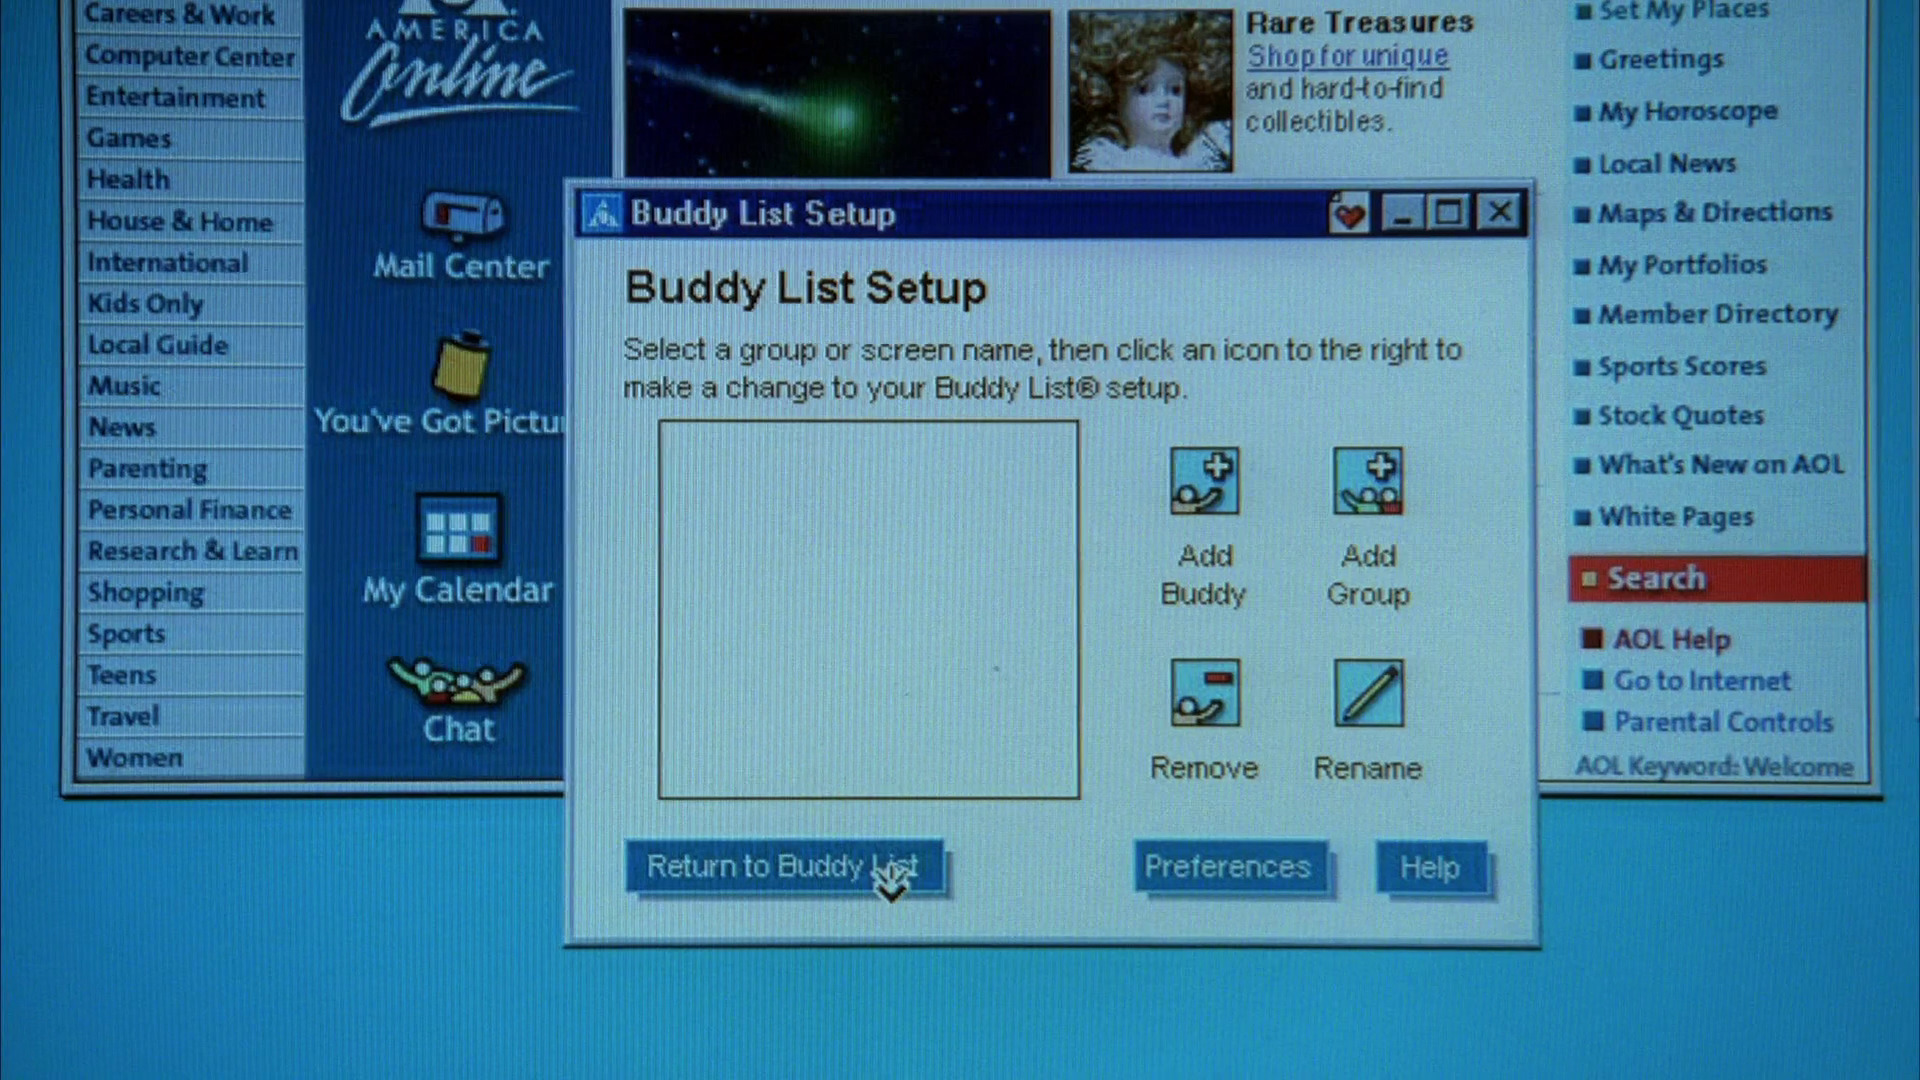 Careers & Work
Computer Center
Entertainment
Games
Health
House & Home
International
Kids Only
Local Guide
Music
News
Parenting
Personal Finance
Research & Learn
Shopping
Sports
Teens
Travel
Women
AMERICA
Online
Mail Center
You've Got Pictu
My Calendar
Chat
Rare Treasures
Shop for unique
and hard-to-find
collectibles.
Buddy List Setup
Buddy List Setup
Select a group or screen name, then click an icon to the right to
make a change to your Buddy List® setup.
Add
Buddy
Add
Group
Remove
Rename
Return to Buddy List
Preferences
Help
Set My Places
Greetings
My Horoscope
Local News
Maps & Directions
My Portfolios
Member Directory
Sports Scores
Stock Quotes
What's New on AOL
White Pages
Search
AOL Help
Go to Internet
Parental Controls
AOL Keyword: Welcome